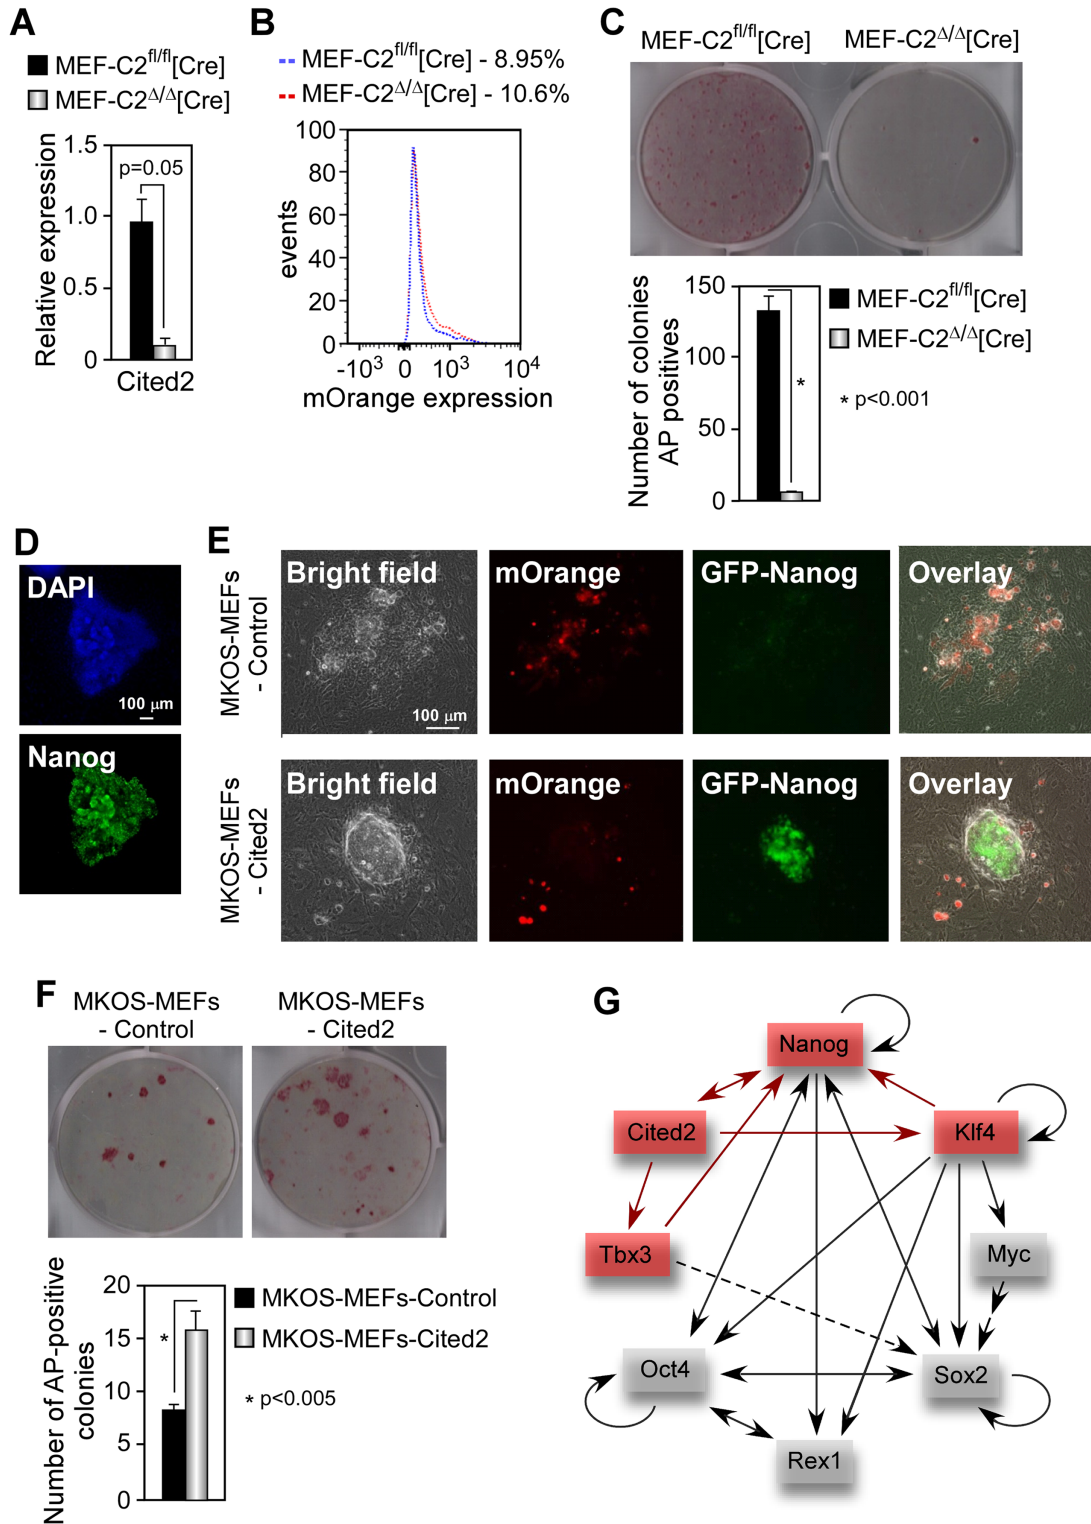 A
MEF-C2fl/fl[Cre]
MEF-C2Δ/Δ[Cre]
Relative expression
1.5
1.0
0.5
0
p=0.05
Cited2
B
MEF-C2fl/fl[Cre] - 8.95%
MEF-C2Δ/Δ[Cre] - 10.6%
events
100
80
60
40
20
0
-10³ 0 10³ 10⁴
mOrange expression
C
MEF-C2fl/fl[Cre] MEF-C2Δ/Δ[Cre]
Number of colonies
AP positives
150
100
50
0
*
MEF-C2fl/fl[Cre]
MEF-C2Δ/Δ[Cre]
* p<0.001
D
DAPI
100 µm
Nanog
E
MKOS-MEFs
- Control
Bright field
100 µm
mOrange
GFP-Nanog
Overlay
MKOS-MEFs
- Cited2
Bright field
mOrange
GFP-Nanog
Overlay
F
MKOS-MEFs
- Control
MKOS-MEFs
- Cited2
Number of AP-positive
colonies
20
15
10
5
0
*
MKOS-MEFs-Control
MKOS-MEFs-Cited2
* p<0.005
G
Nanog
Cited2
Klf4
Tbx3
Myc
Oct4
Sox2
Rex1